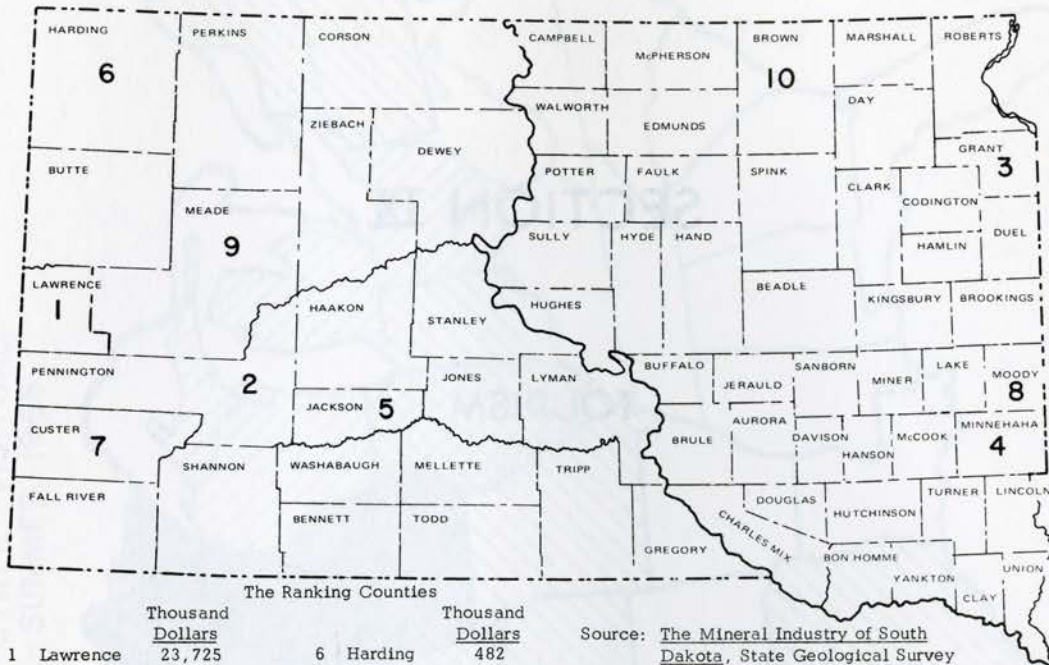 HARDING PERKINS CORSON CAMPBELL McPHERSON BROWN MARSHALL ROBERTS
6 10
WALWORTH DAY
ZIEBACH EDMUNDS
DEWEY GRANT
BUTTE POTTER FAULK SPINK CLARK 3
CODINGTON
MEADE SULLY HYDE HAND DUEL
9 HAMLIN
LAWRENCE BEADLE KINGSBURY BROOKINGS
1 HAAKON STANLEY HUGHES
PENNINGTON BUFFALO JERAULD SANBORN MINER LAKE MOODY
2 JONES LYMAN 8
CUSTER JACKSON 5 BRULE AURORA DAVISON HANSON McCOOK MINNEHAHA
7 4
SHANNON WASHABAUGH MELLETTE TRIPP
FALL RIVER DOUGLAS HUTCHINSON TURNER LINCOLN
BENNETT TODD GREGORY CHARLES MIX
BON HOMME YANKTON CLAY UNION
The Ranking Counties
Thousand Dollars Thousand Dollars
Source: The Mineral Industry of South
1 Lawrence 23,725 6 Harding 482 Dakota, State Geological Survey
SECTION IX
TOURISM